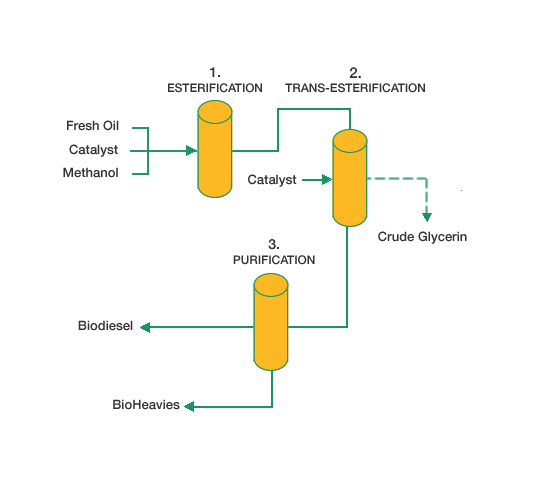 1.
ESTERIFICATION
2.
TRANS-ESTERIFICATION
Fresh Oil
Catalyst
Methanol
Catalyst
Crude Glycerin
3.
PURIFICATION
Biodiesel
BioHeavies